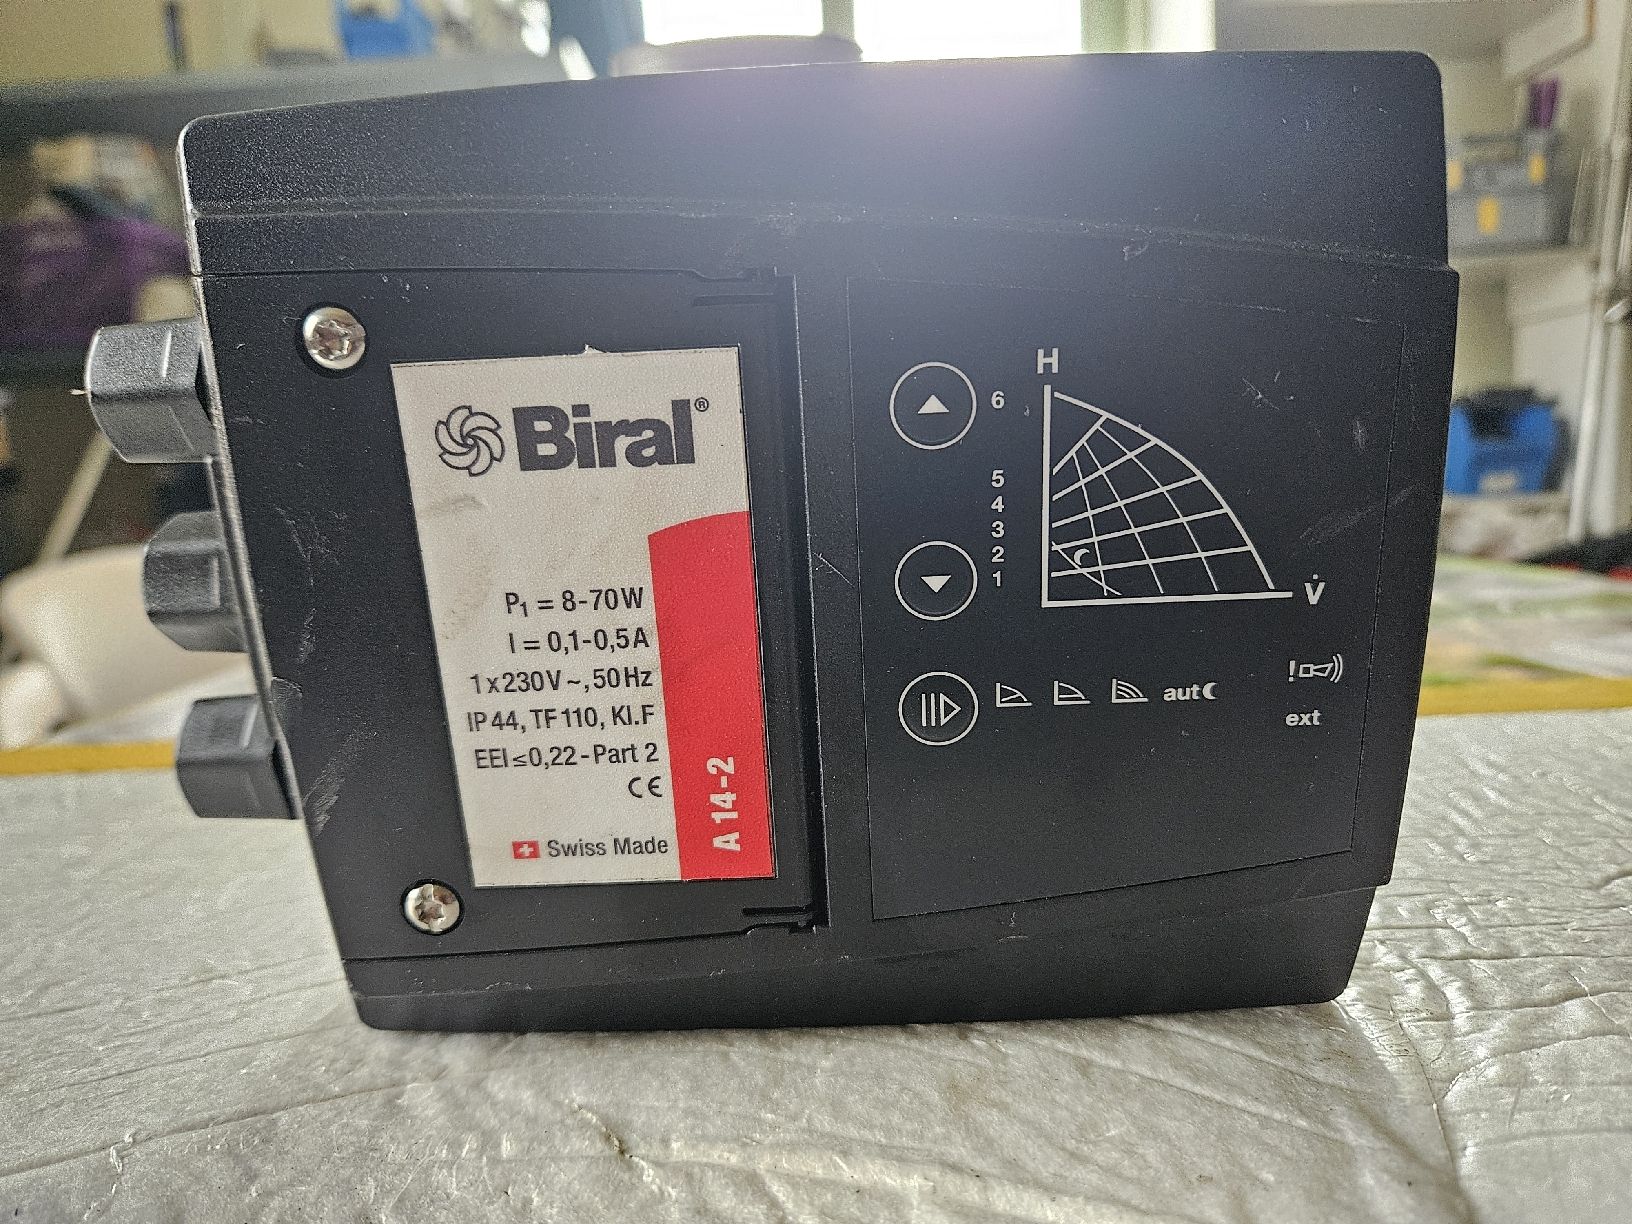 Biral®
P₁ = 8-70W
I = 0,1-0,5A
1x230V~,50Hz
IP44, TF110, Kl.F
EEI≤0,22-Part 2
CE
Swiss Made
A 14-2
H
6
5
4
3
2
1
V̇
aut
!
ext